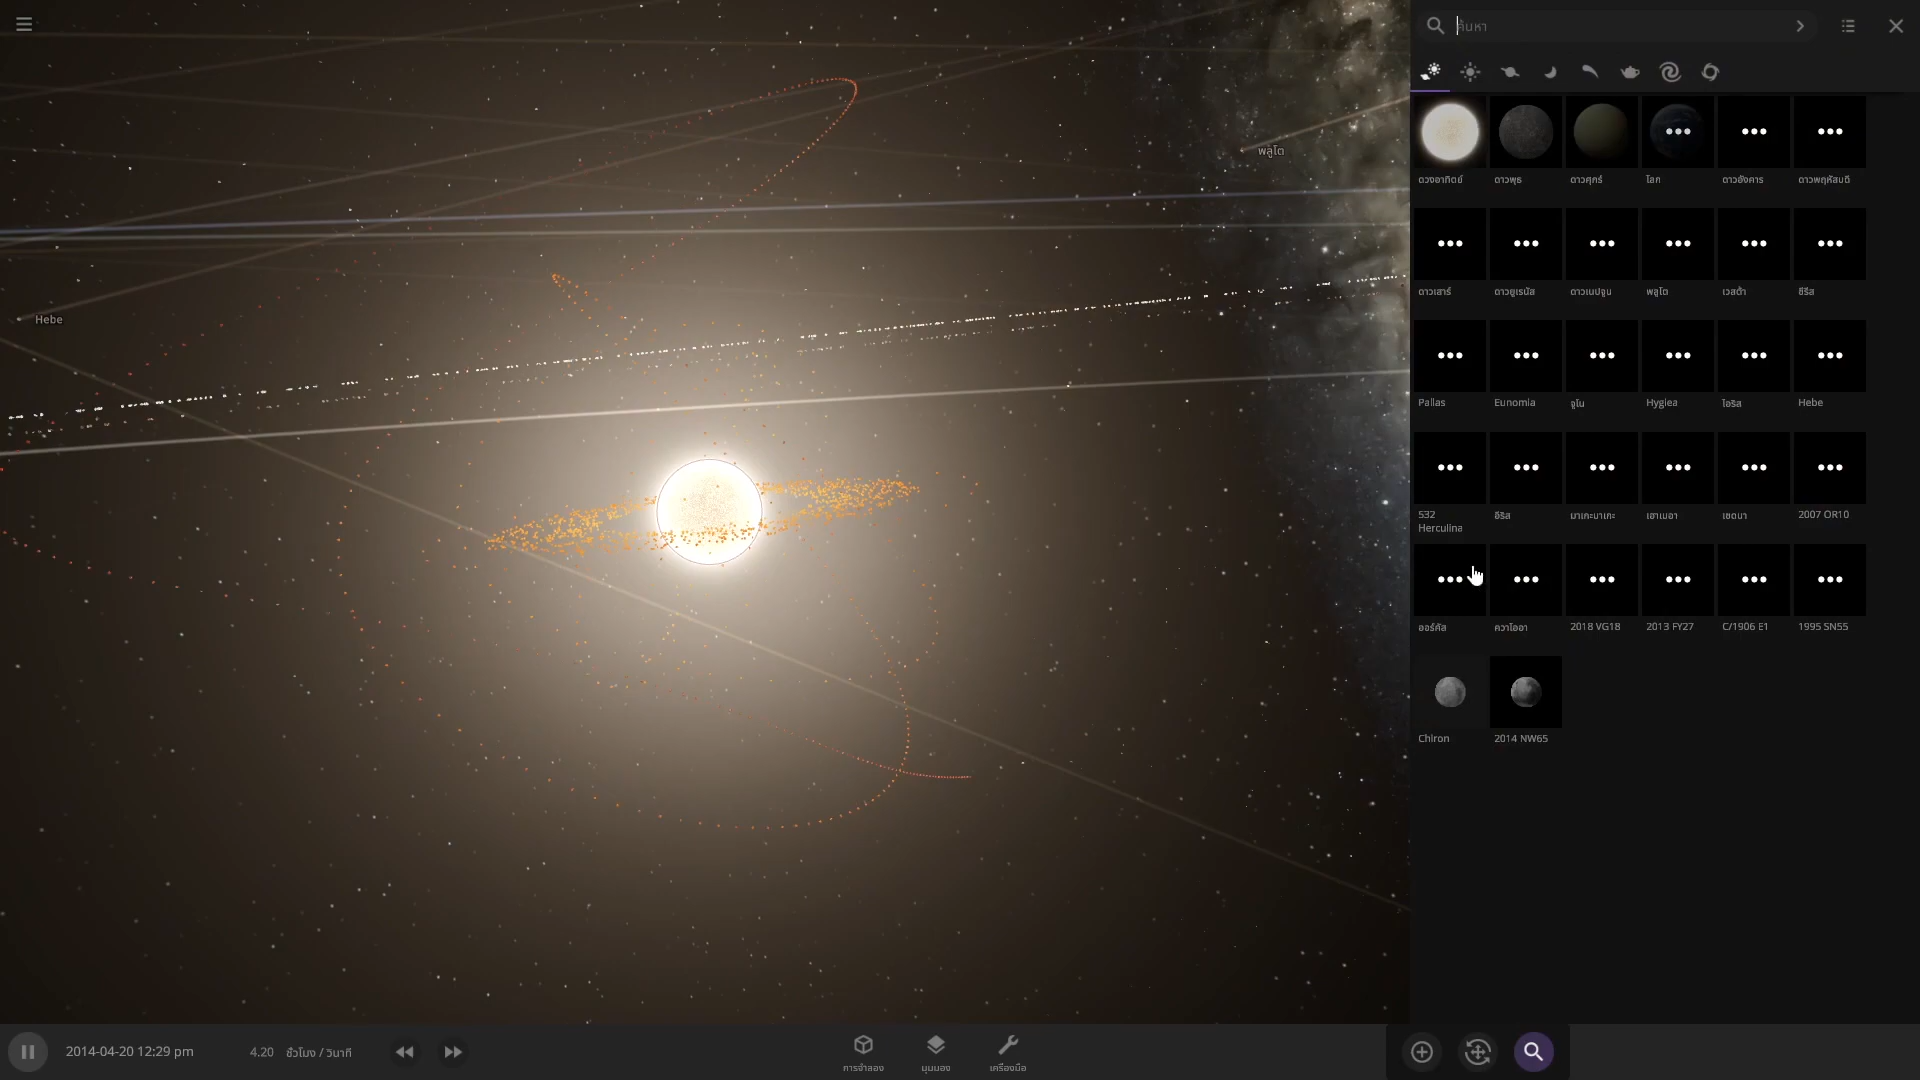 ค้นหา
ดวงอาทิตย์ ดาวพุธ ดาวศุกร์ โลก ดาวอังคาร ดาวพฤหัสบดี
พลูโต
ดาวเสาร์ ดาวยูเรนัส ดาวเนปจูน พลูโต เวสต้า ซีรีส
Hebe
Pallas Eunomia จูโน Hygiea ไอริส Hebe
532 Herculina อีริส มาเกะมาเกะ เฮาเมอา เซดนา 2007 OR10
ออร์คัส ควาโออา 2018 VG18 2013 FY27 C/1906 E1 1995 SN55
Chiron 2014 NW65
2014-04-20 12:29 pm 4.20 ชั่วโมง / วินาที
การจำลอง มุมมอง เครื่องมือ